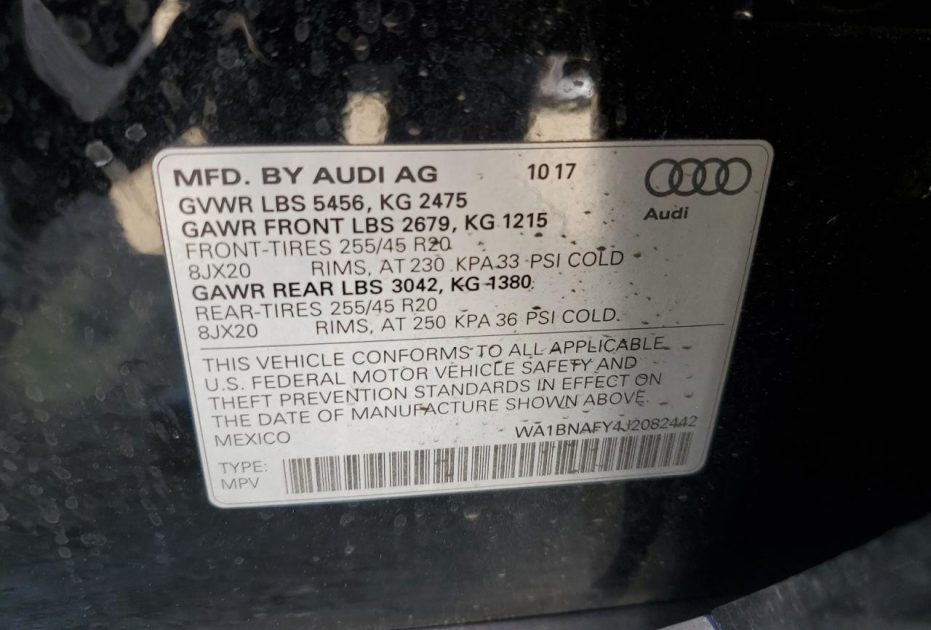 MFD. BY AUDI AG 10 17
Audi
GVWR LBS 5456, KG 2475
GAWR FRONT LBS 2679, KG 1215
FRONT-TIRES 255/45 R20
8JX20 RIMS, AT 230 KPA 33 PSI COLD
GAWR REAR LBS 3042, KG 1380
REAR-TIRES 255/45 R20
8JX20 RIMS, AT 250 KPA 36 PSI COLD.
THIS VEHICLE CONFORMS TO ALL APPLICABLE
U.S. FEDERAL MOTOR VEHICLE SAFETY AND
THEFT PREVENTION STANDARDS IN EFFECT ON
THE DATE OF MANUFACTURE SHOWN ABOVE.
MEXICO WA1BNAFY4J2082442
TYPE:
MPV